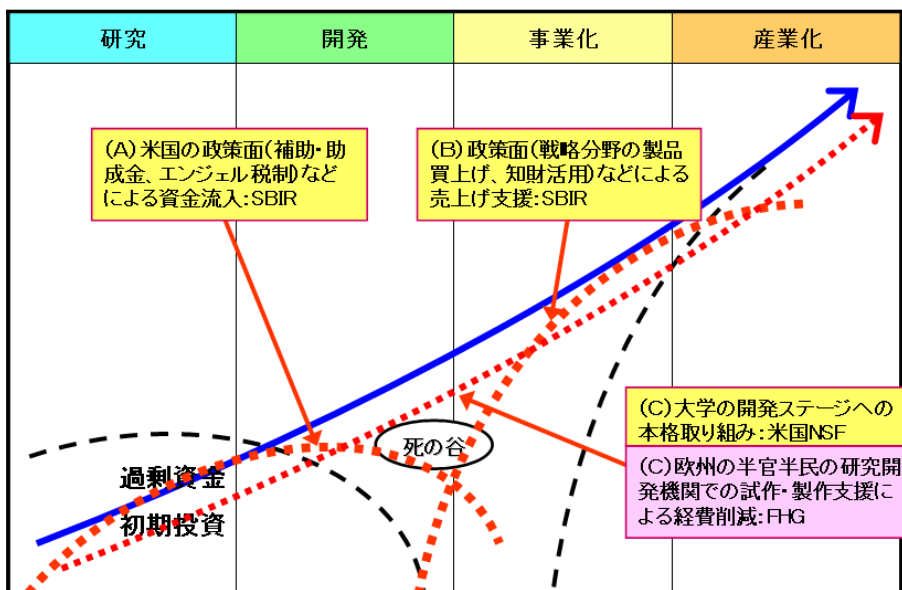 研究
開発
事業化
産業化
(A) 米国の政策面(補助・助
成金、エンジェル税制)など
による資金流入:SBIR
(B) 政策面(戦略分野の製品
買上げ、知財活用)などによる
売上げ支援:SBIR
(C) 大学の開発ステージへの
本格取り組み:米国NSF
(C) 欧州の半官半民の研究開
発機関での試作・製作支援に
よる経費削減:FHG
死の谷
過剰資金
初期投資